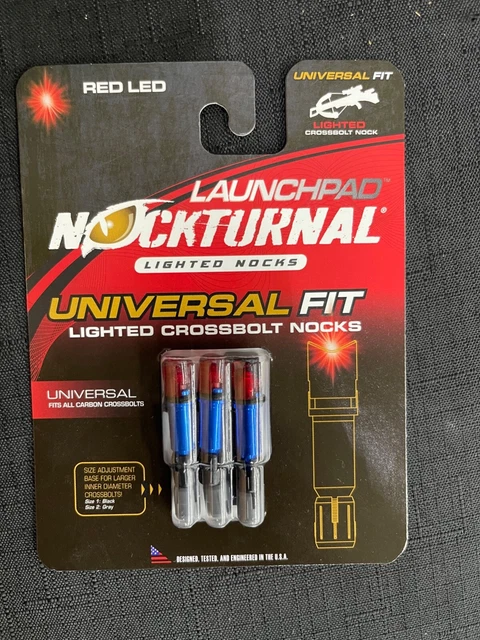 RED LED
UNIVERSAL FIT
LIGHTED
CROSSBOLT NOCK
LAUNCHPAD™
NOCKTURNAL®
LIGHTED NOCKS
UNIVERSAL FIT
LIGHTED CROSSBOLT NOCKS
UNIVERSAL
FITS ALL CARBON CROSSBOLTS
SIZE ADJUSTMENT
BASE FOR LARGER
INNER DIAMETER
CROSSBOLTS!
Size 1: Black
Size 2: Gray
DESIGNED, TESTED, AND ENGINEERED IN THE U.S.A.